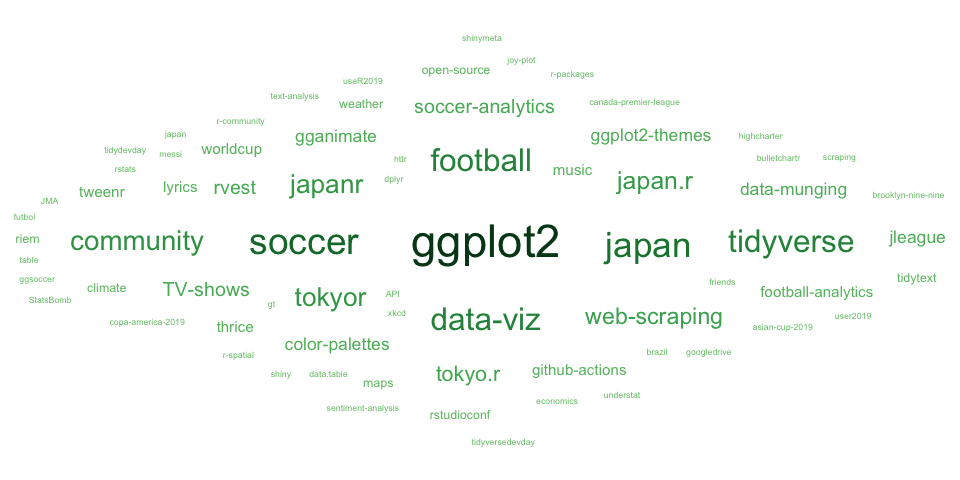 shinymeta
joy-plot
open-source
r-packages
useR2019
text-analysis
weather
soccer-analytics
canada-premier-league
r-community
japan
gganimate
ggplot2-themes
highcharter
tidydevday
messi
worldcup
httr
football
music
bulletchartr
scraping
rstats
tweenr
lyrics
rvest
japanr
dplyr
japan.r
data-munging
brooklyn-nine-nine
JMA
futbol
riem
community
soccer
ggplot2
japan
tidyverse
jleague
table
ggsoccer
StatsBomb
climate
TV-shows
gt
tokyor
API
xkcd
friends
football-analytics
tidytext
copa-america-2019
thrice
data-viz
web-scraping
asian-cup-2019
user2019
r-spatial
color-palettes
brazil
googledrive
shiny
data.table
maps
tokyo.r
github-actions
sentiment-analysis
rstudioconf
economics
understat
tidyversedevday